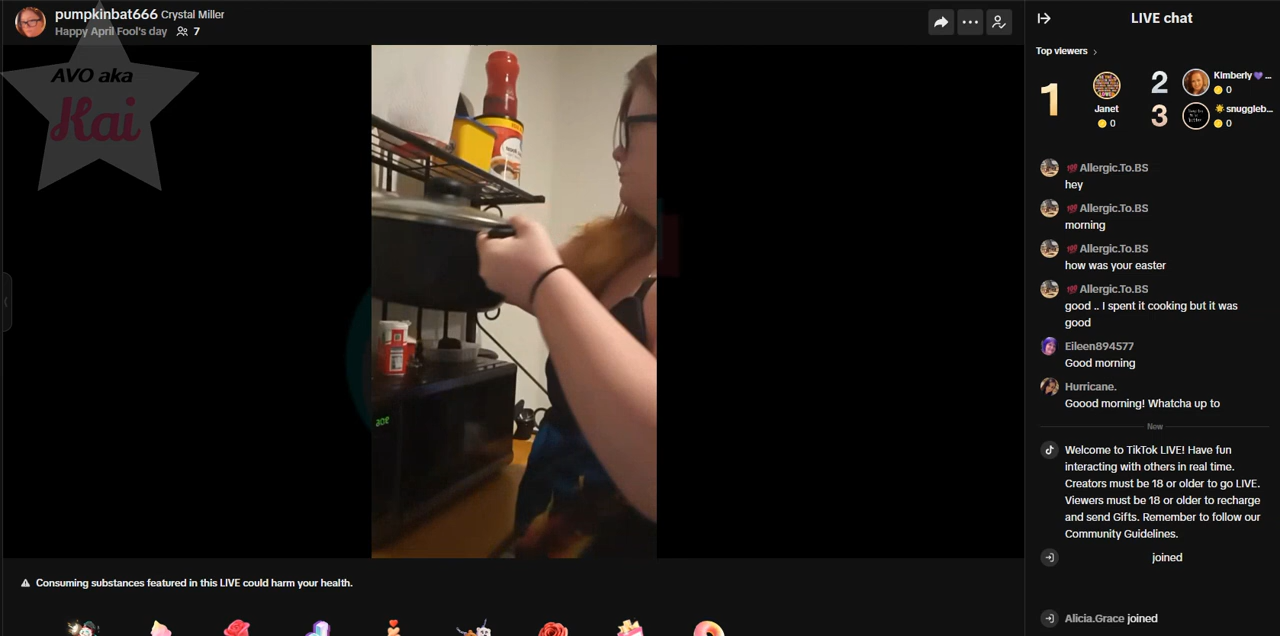 pumpkinbat666 Crystal Miller
Happy April Fool's day 7
AVO aka
Kai
LIVE chat
Top viewers
1
Janet
0
2
Kimberly 💜 ...
0
3
snuggleb...
0
💯 Allergic.To.BS
hey
💯 Allergic.To.BS
morning
💯 Allergic.To.BS
how was your easter
💯 Allergic.To.BS
good .. I spent it cooking but it was
good
Eileen894577
Good morning
Hurricane.
Goood morning! Whatcha up to
New
Welcome to TikTok LIVE! Have fun
interacting with others in real time.
Creators must be 18 or older to go LIVE.
Viewers must be 18 or older to recharge
and send Gifts. Remember to follow our
Community Guidelines.
joined
Alicia.Grace joined
Consuming substances featured in this LIVE could harm your health.